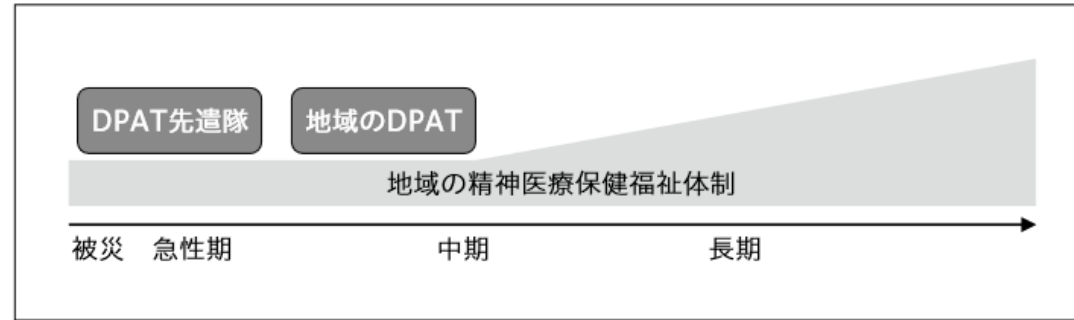 DPAT先遣隊
地域のDPAT
地域の精神医療保健福祉体制
被災
急性期
中期
長期